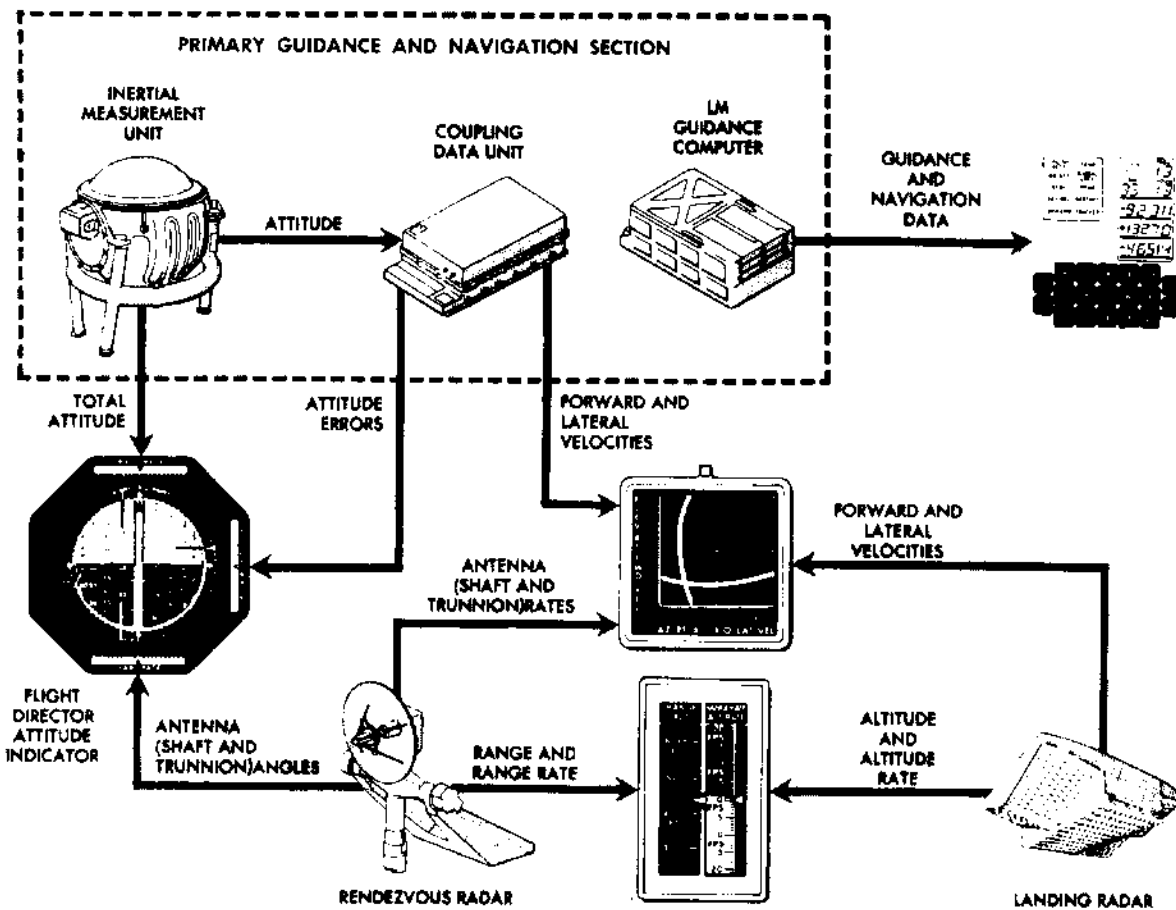 PRIMARY GUIDANCE AND NAVIGATION SECTION
INERTIAL
MEASUREMENT
UNIT
COUPLING
DATA UNIT
LM
GUIDANCE
COMPUTER
GUIDANCE
AND
NAVIGATION
DATA
ATTITUDE
TOTAL
ATTITUDE
ATTITUDE
ERRORS
FORWARD AND
LATERAL
VELOCITIES
FORWARD AND
LATERAL
VELOCITIES
ANTENNA
(SHAFT AND
TRUNNION)RATES
FLIGHT
DIRECTOR
ATTITUDE
INDICATOR
ANTENNA
(SHAFT AND
TRUNNION)ANGLES
RANGE AND
RANGE RATE
ALTITUDE
AND
ALTITUDE
RATE
RENDEZVOUS RADAR
LANDING RADAR